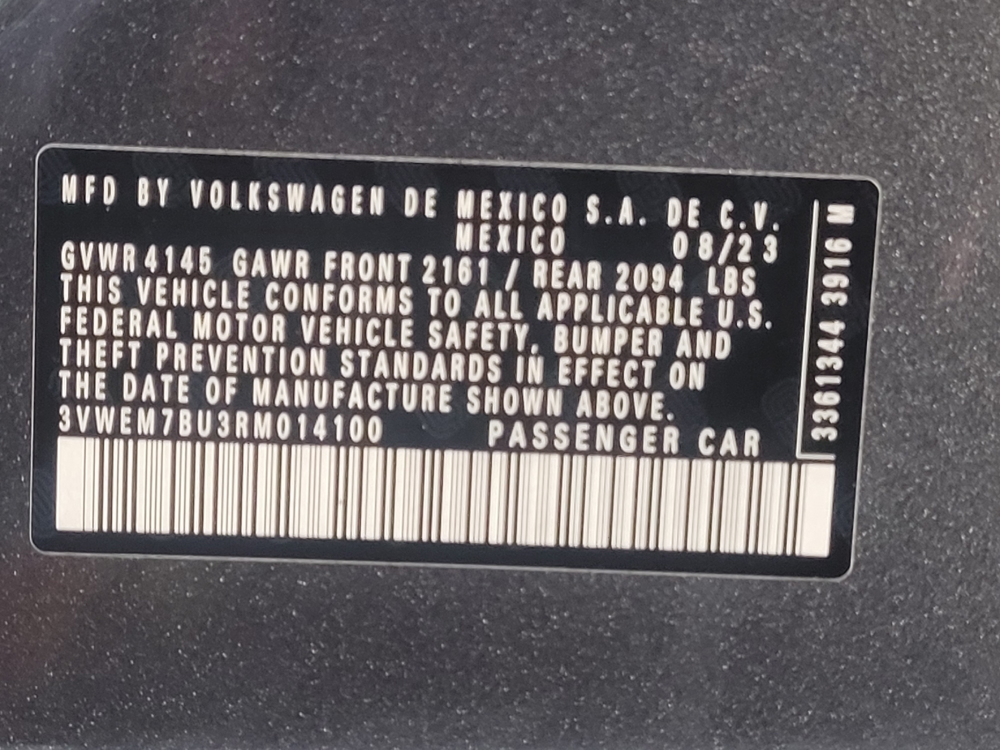 MFD BY VOLKSWAGEN DE MEXICO S.A. DE C.V.
MEXICO 08/23
GVWR 4145 GAWR FRONT 2161 / REAR 2094 LBS
THIS VEHICLE CONFORMS TO ALL APPLICABLE U.S.
FEDERAL MOTOR VEHICLE SAFETY, BUMPER AND
THEFT PREVENTION STANDARDS IN EFFECT ON
THE DATE OF MANUFACTURE SHOWN ABOVE.
3VWEM7BU3RM014100 PASSENGER CAR
3361344 3916 M